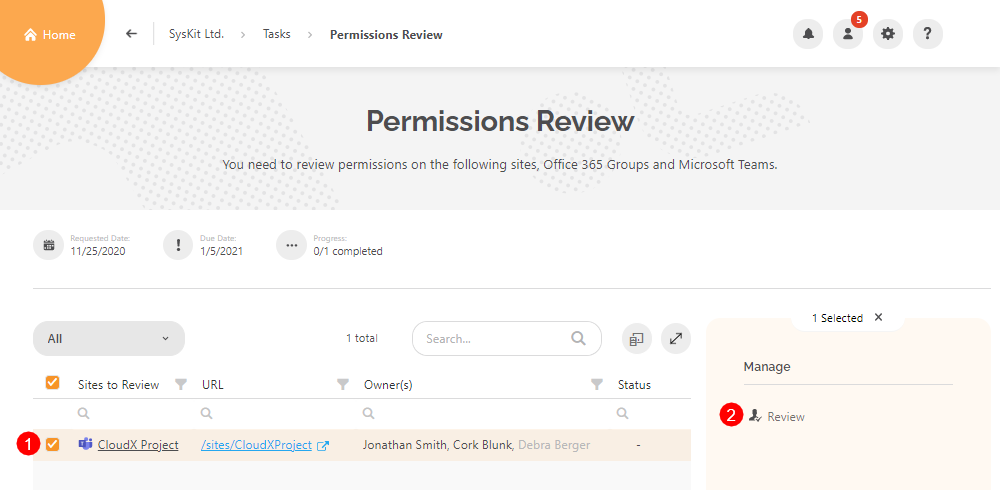 Home
SysKit Ltd. > Tasks > Permissions Review
5
?
Permissions Review
You need to review permissions on the following sites, Office 365 Groups and Microsoft Teams.
Requested Date:
11/25/2020
Due Date:
1/5/2021
Progress:
0/1 completed
All
1 total
Search...
1 Selected
Manage
Sites to Review URL Owner(s) Status
2 Review
1 CloudX Project /sites/CloudXProject Jonathan Smith, Cork Blunk, Debra Berger -